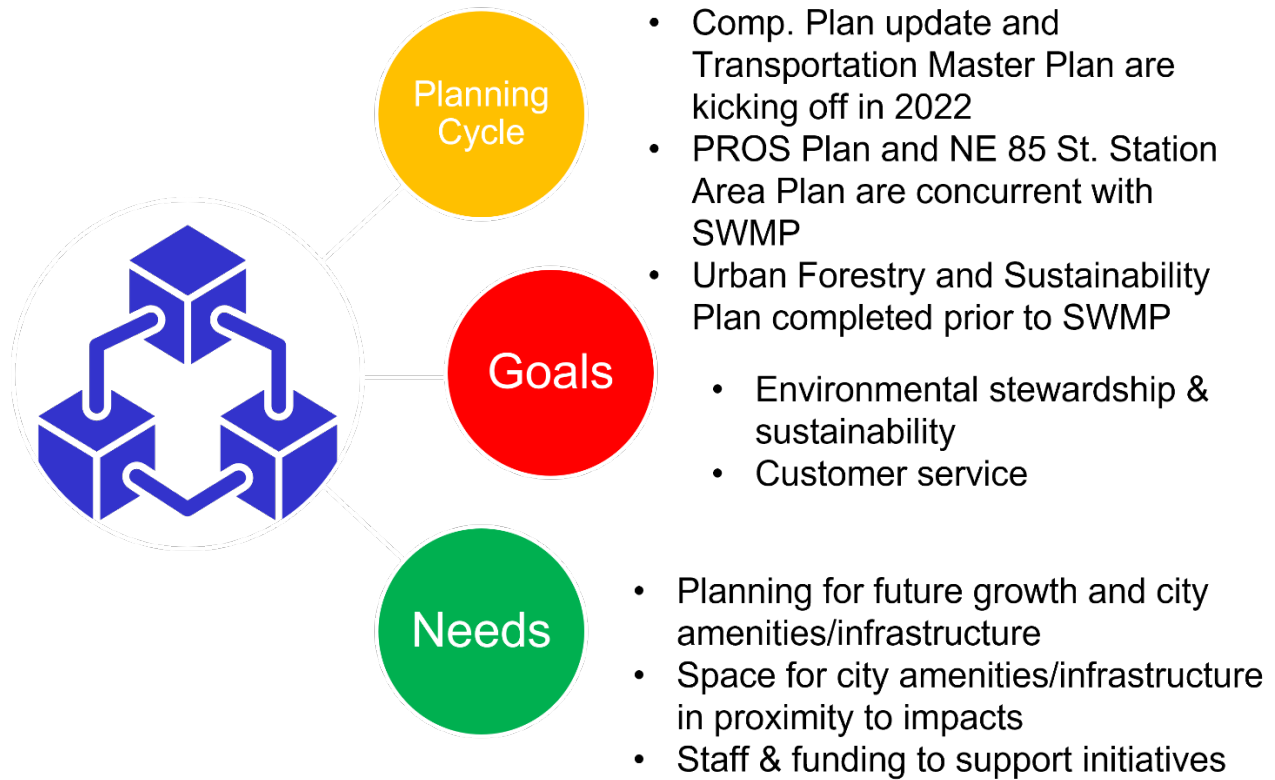 Planning
Cycle
• Comp. Plan update and
Transportation Master Plan are
kicking off in 2022
• PROS Plan and NE 85 St. Station
Area Plan are concurrent with
SWMP
• Urban Forestry and Sustainability
Plan completed prior to SWMP
Goals
• Environmental stewardship &
sustainability
• Customer service
Needs
• Planning for future growth and city
amenities/infrastructure
• Space for city amenities/infrastructure
in proximity to impacts
• Staff & funding to support initiatives